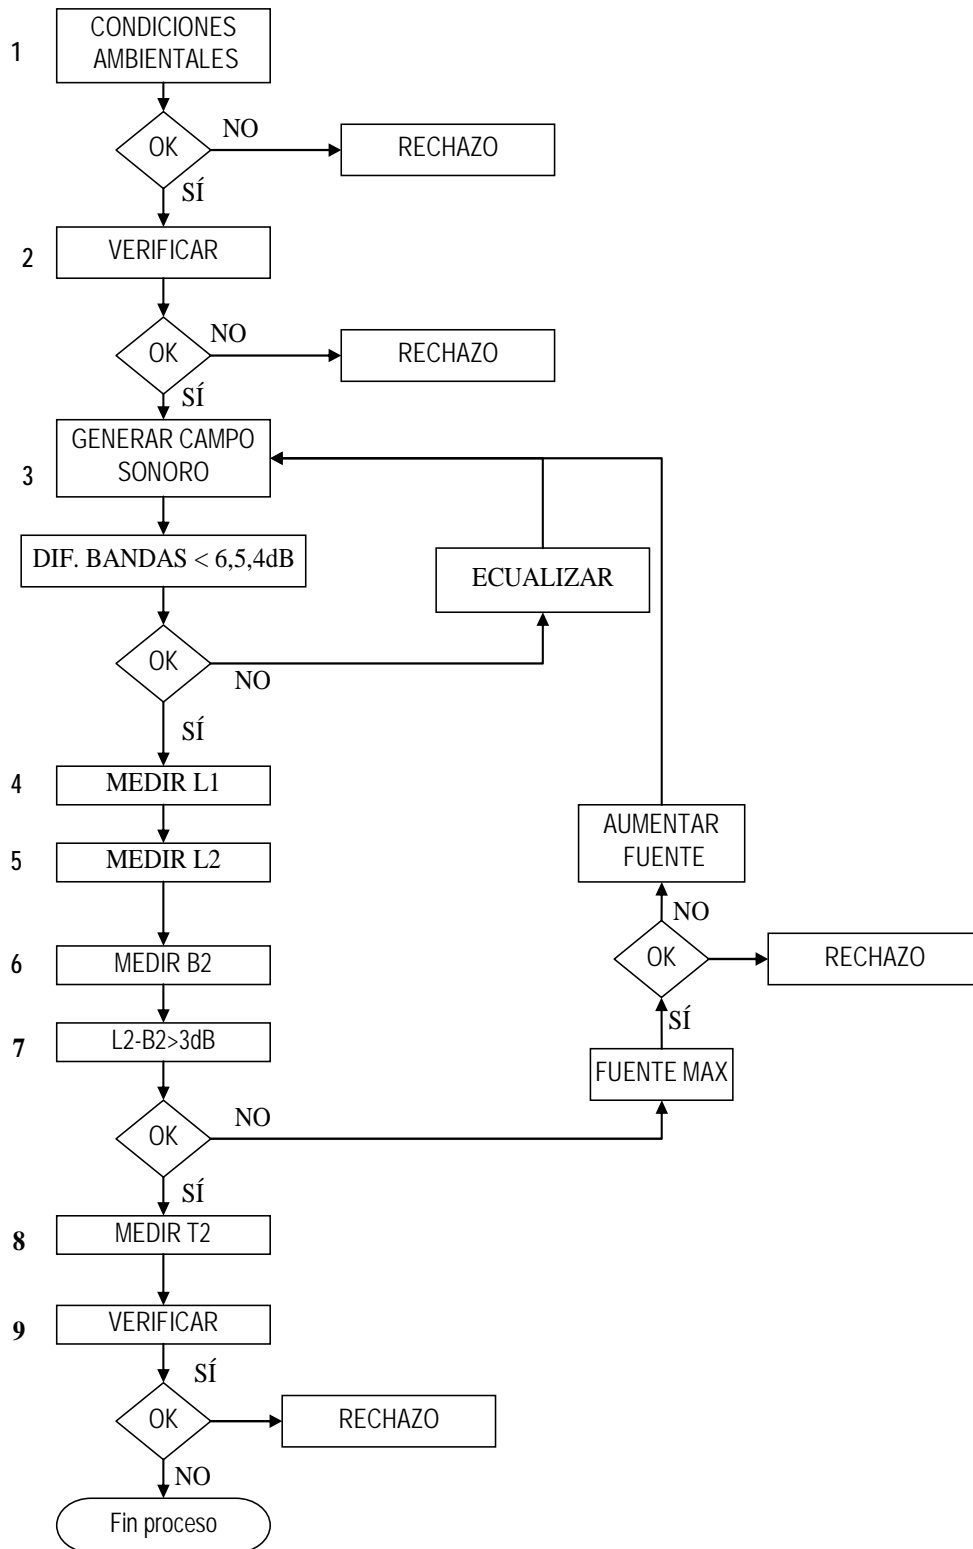 1
CONDICIONES
AMBIENTALES
OK
NO
RECHAZO
SÍ
2
VERIFICAR
OK
NO
RECHAZO
SÍ
3
GENERAR CAMPO
SONORO
DIF. BANDAS < 6,5,4dB
ECUALIZAR
OK
NO
SÍ
4
MEDIR L1
5
MEDIR L2
AUMENTAR
FUENTE
NO
6
MEDIR B2
OK
RECHAZO
SÍ
7
L2-B2>3dB
FUENTE MAX
OK
NO
SÍ
8
MEDIR T2
9
VERIFICAR
SÍ
OK
RECHAZO
NO
Fin proceso